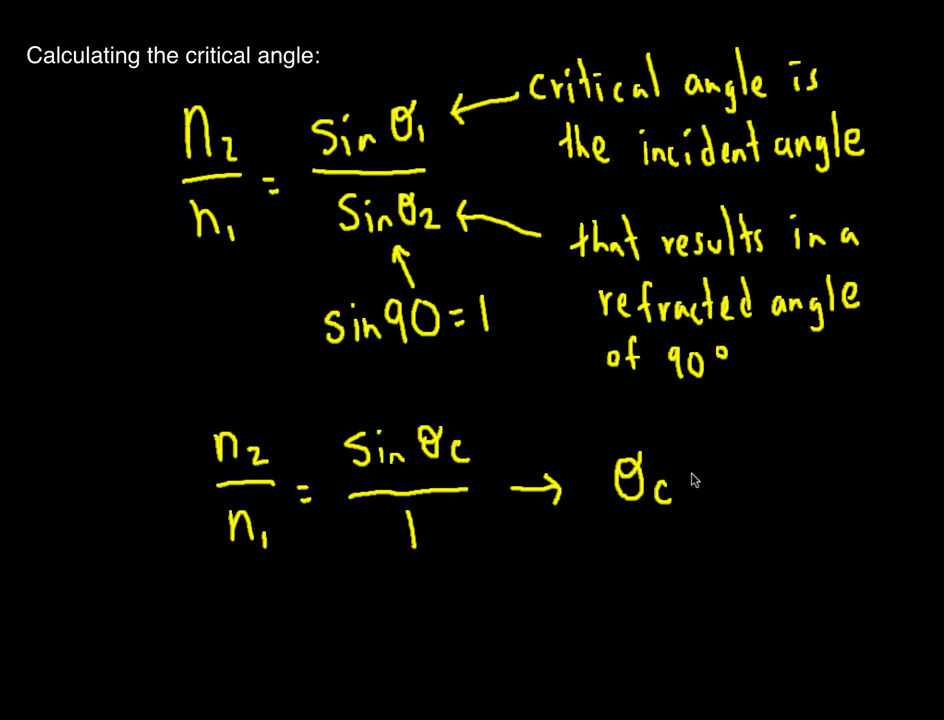 Calculating the critical angle:
n₂/n₁ = sin θ₁/sin θ₂
critical angle is
the incident angle
that results in a
refracted angle
of 90°
sin 90 = 1
n₂/n₁ = sin θc/1 → θc